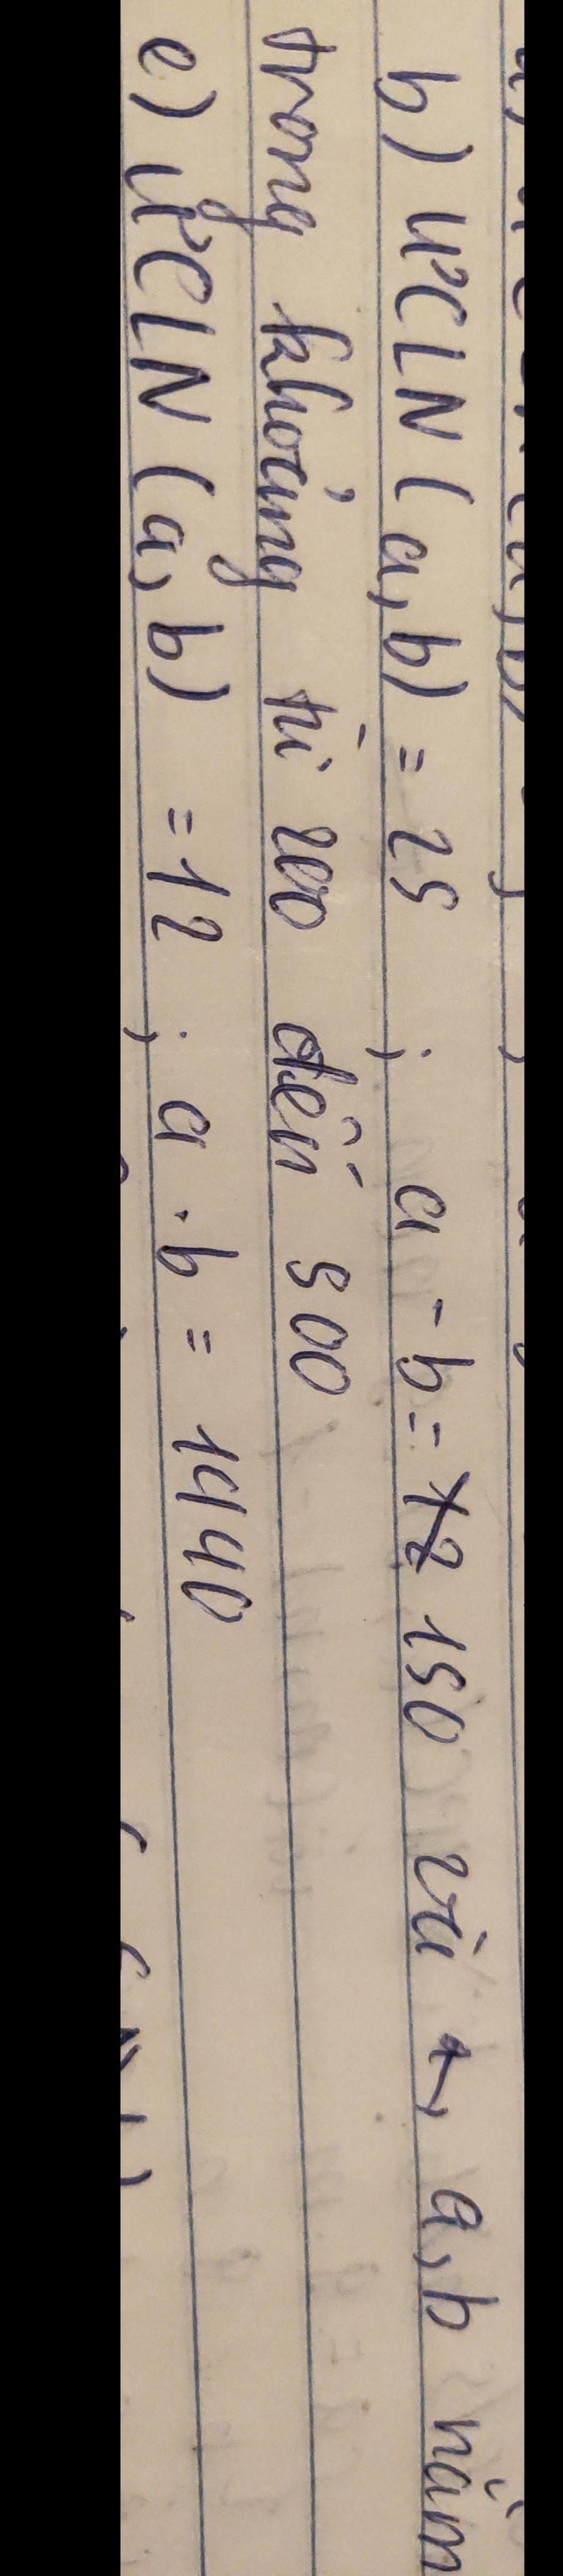 b) ƯCLN (a, b) = 25 ; a - b = 150 và a, b nằm
trong khoảng từ 200 đến 500
c) ƯCLN (a, b) = 12 ; a . b = 1440